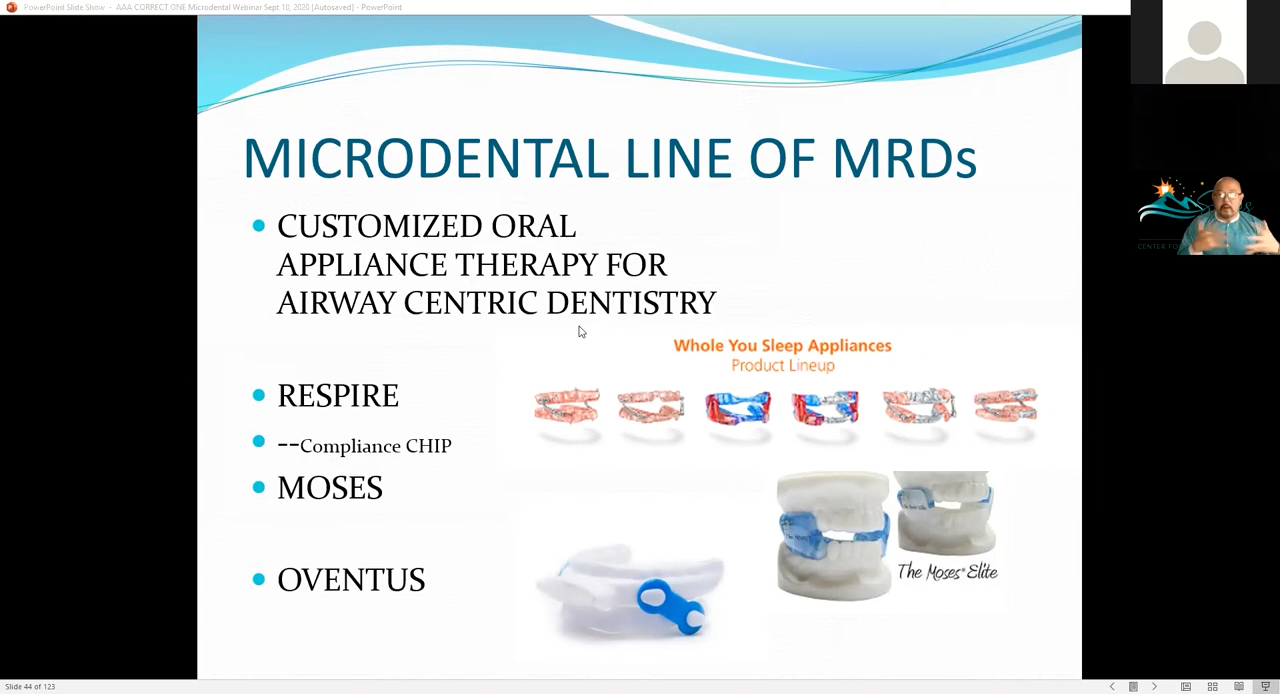 PowerPoint Slide Show - AAA CORRECT ONE Microdental Webinar Sept 10, 2020 [Autosaved] - PowerPoint
MICRODENTAL LINE OF MRDs
CUSTOMIZED ORAL
APPLIANCE THERAPY FOR
AIRWAY CENTRIC DENTISTRY
Whole You Sleep Appliances
Product Lineup
RESPIRE
--Compliance CHIP
MOSES
The Moses® Elite
OVENTUS
Slide 44 of 123